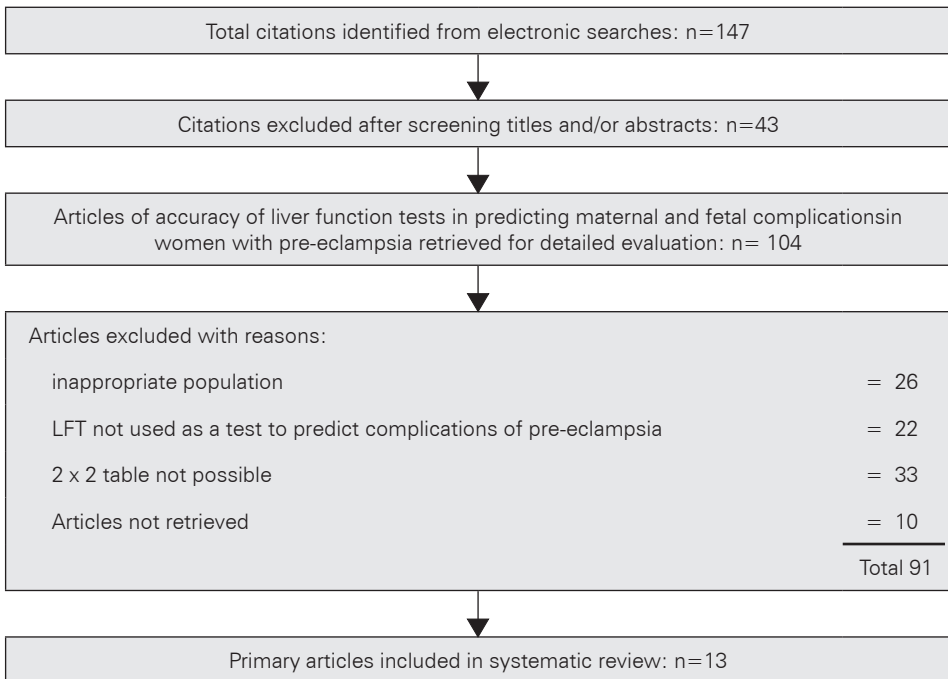 Total citations identified from electronic searches: n=147
Citations excluded after screening titles and/or abstracts: n=43
Articles of accuracy of liver function tests in predicting maternal and fetal complicationsin
women with pre-eclampsia retrieved for detailed evaluation: n= 104
Articles excluded with reasons:
inappropriate population = 26
LFT not used as a test to predict complications of pre-eclampsia = 22
2 x 2 table not possible = 33
Articles not retrieved = 10
Total 91
Primary articles included in systematic review: n=13